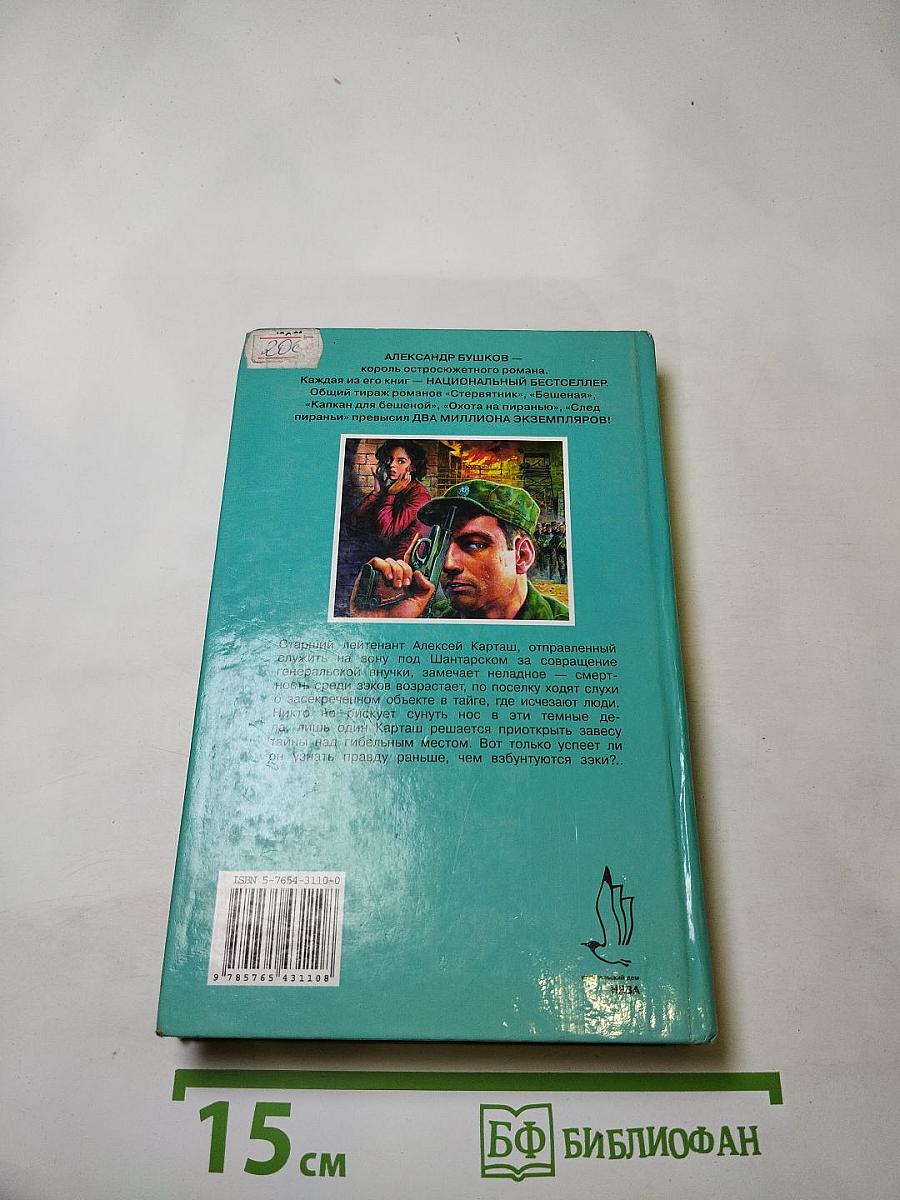 200
АЛЕКСАНДР БУШКОВ —
король остросюжетного романа.
Каждая из его книг — НАЦИОНАЛЬНЫЙ БЕСТСЕЛЛЕР.
Общий тираж романов «Стервятник», «Бешеная»,
«Капкан для бешеной», «Охота на пиранью», «След
пираньи» превысил ДВА МИЛЛИОНА ЭКЗЕМПЛЯРОВ!
Старший лейтенант Алексей Карташ, отправленный
служить на зону под Шантарском за совращение
генеральской внучки, замечает неладное — смерт-
ность среди зэков возрастает, по поселку ходят слухи
о засекреченном объекте в тайге, где исчезают люди.
Никто не рискует сунуть нос в эти темные де-
ла, лишь один Карташ решается приоткрыть завесу
тайны над гибельным местом. Вот только успеет ли
он узнать правду раньше, чем взбунтуются зэки?..
ISBN 5-7654-3110-0
9 785765 431108
НЕВА
15 см
БФ БИБЛИОФАН